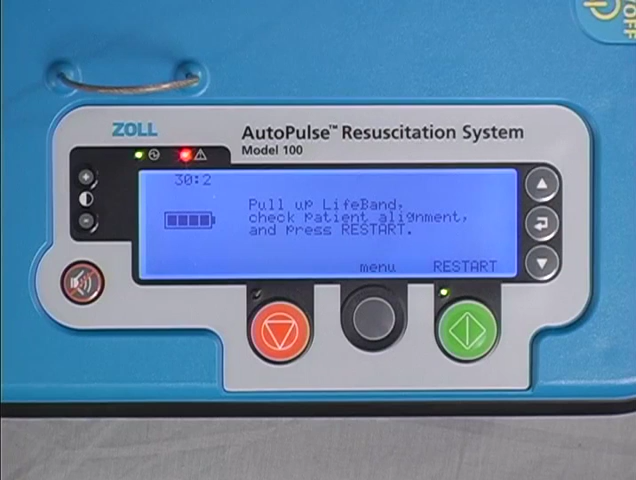 OFF
ZOLL
AutoPulse™ Resuscitation System
Model 100
30:2
Pull up LifeBand,
check patient alignment,
and press RESTART.
menu
RESTART